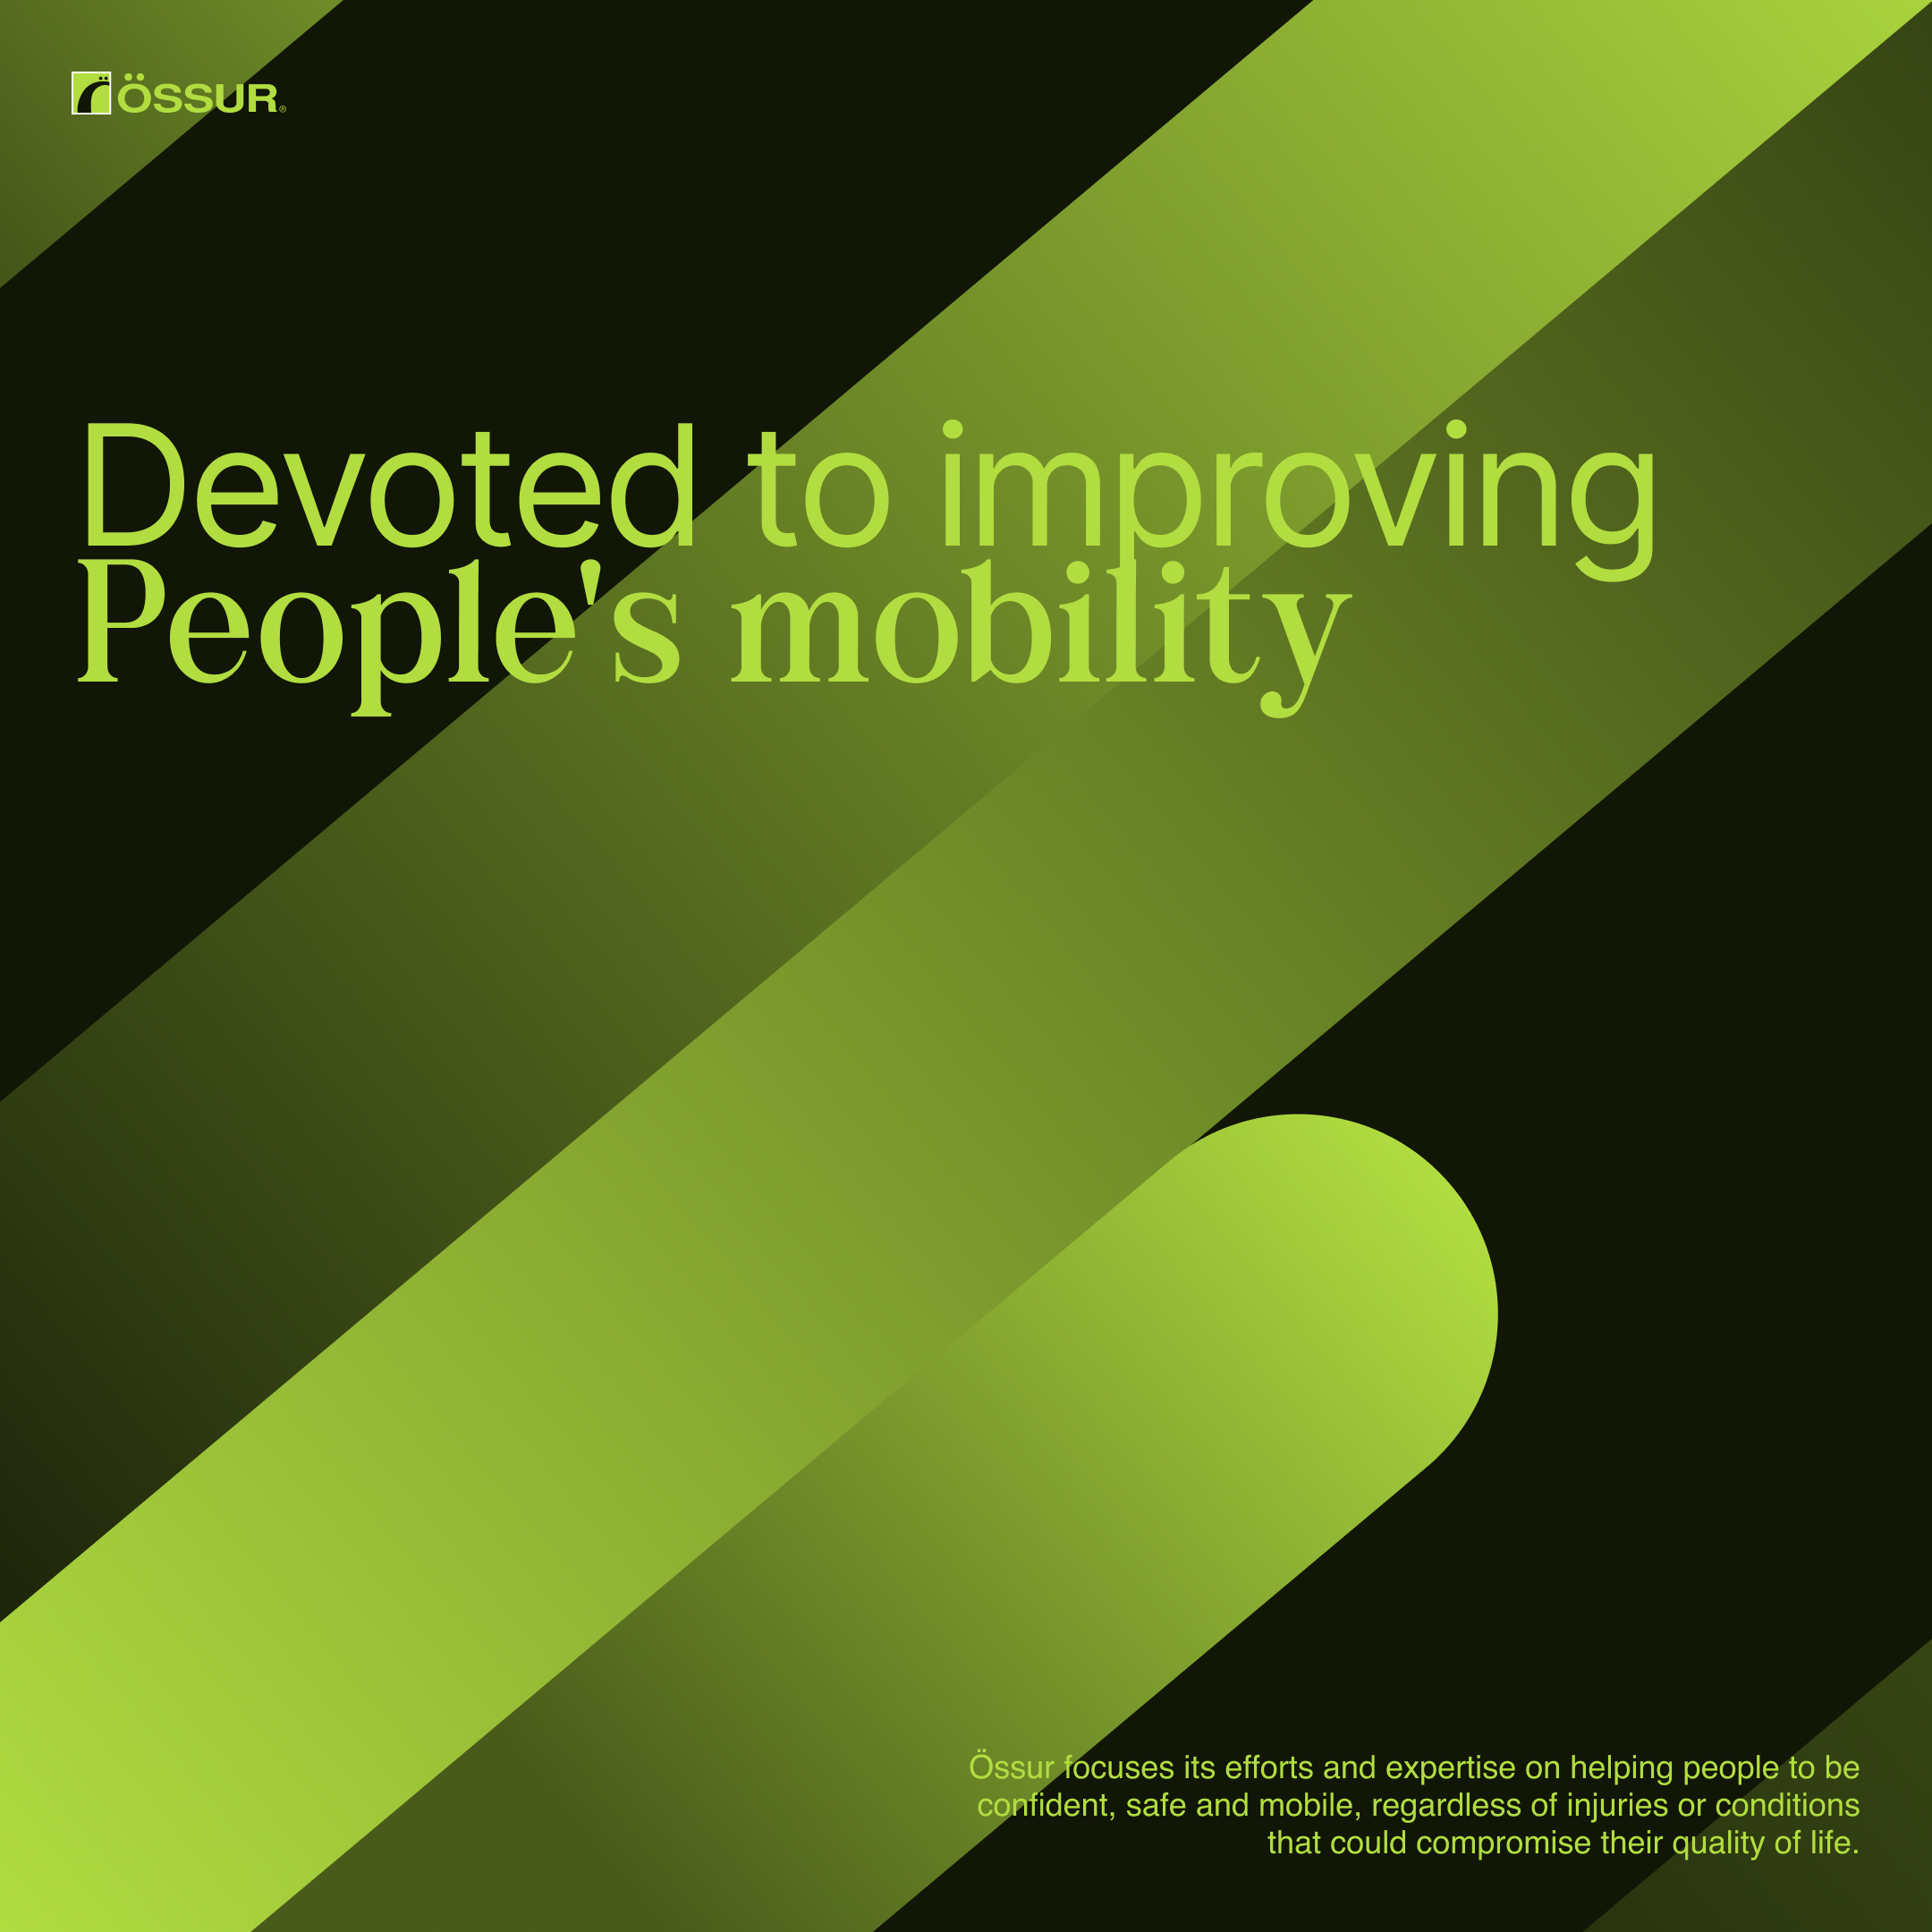 ÖSSUR®
Devoted to improving
People's mobility
Össur focuses its efforts and expertise on helping people to be
confident, safe and mobile, regardless of injuries or conditions
that could compromise their quality of life.